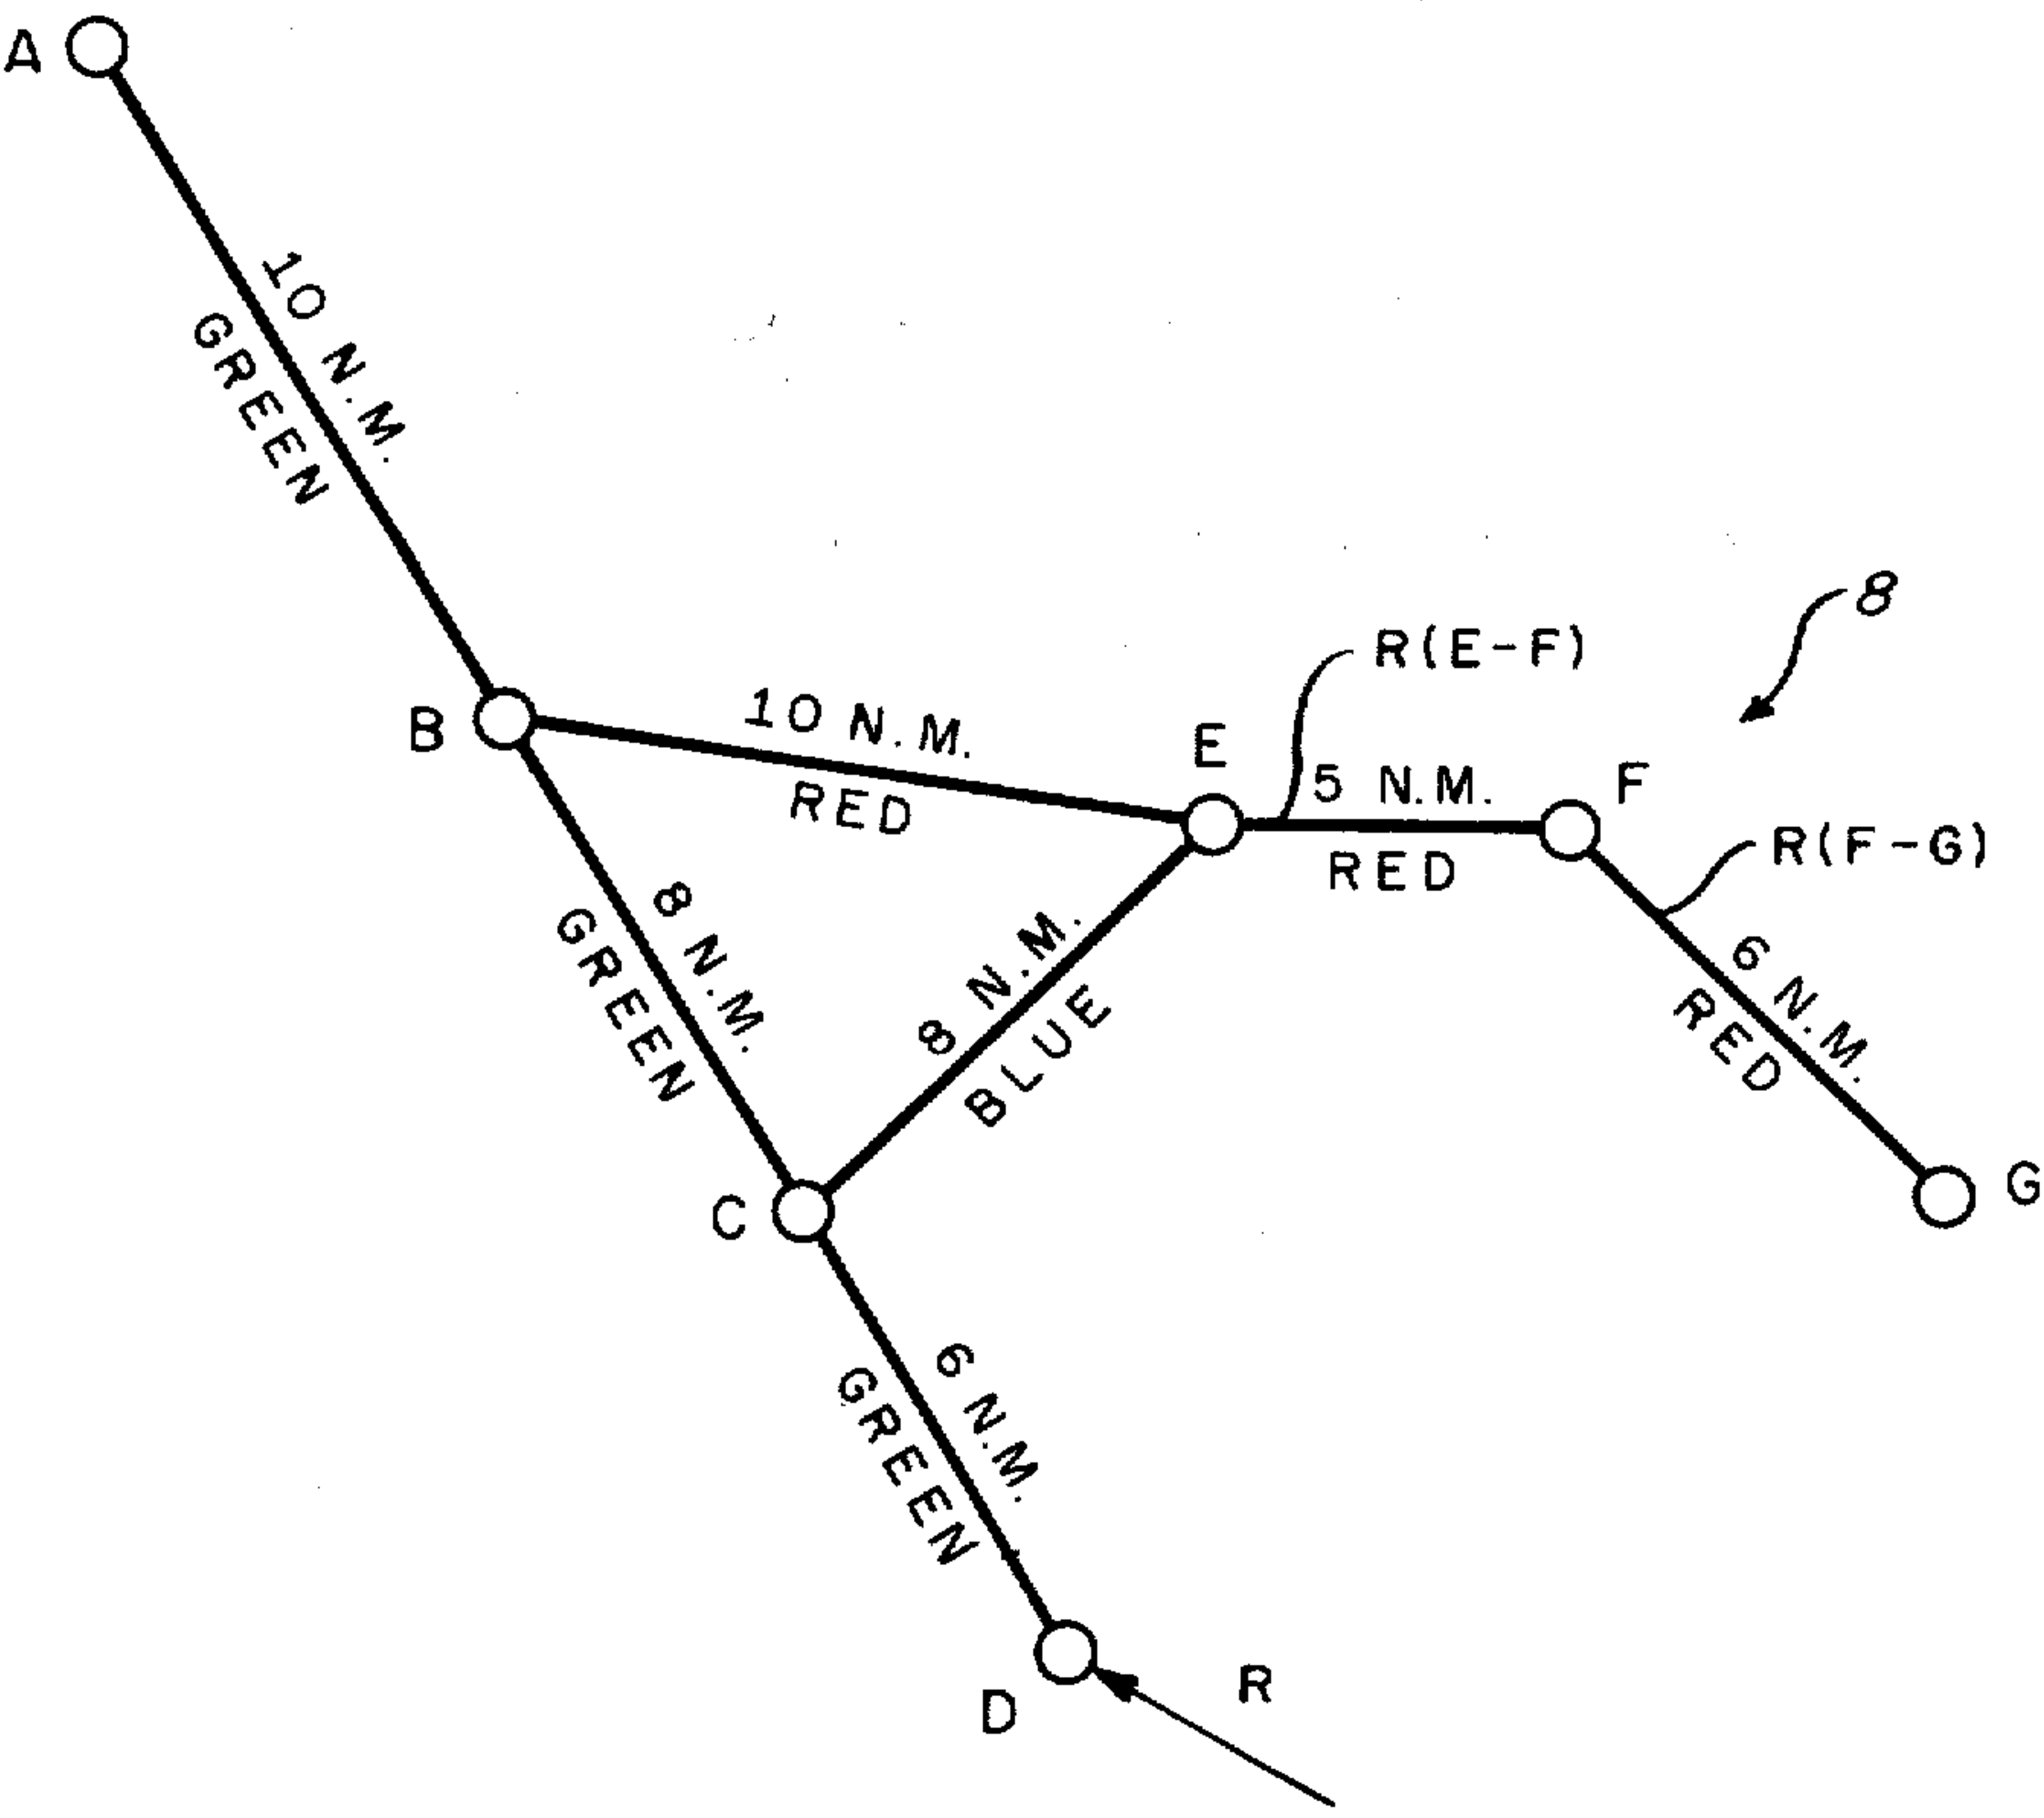 A
10 N.M.
GREEN
8
R(E-F)
B
10 N.M.
RED
E
5 N.M.
RED
F
R(F-G)
8 N.M.
GREEN
8 N.M.
BLUE
6 N.M.
RED
C
G
6 N.M.
GREEN
D
R